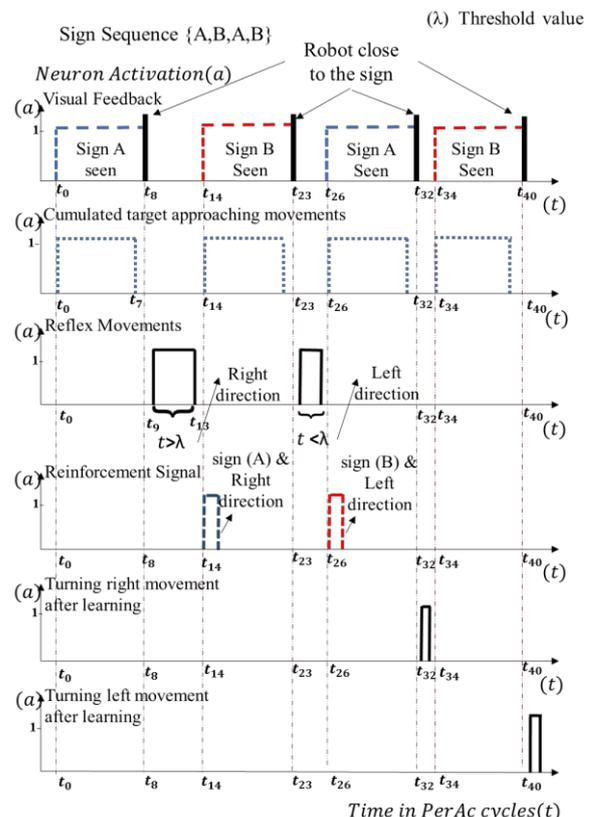 (λ) Threshold value
Sign Sequence {A,B,A,B}
Robot close
to the sign
Neuron Activation(a)
(a) Visual Feedback
1
Sign A
seen
Sign B
Seen
Sign A
Seen
Sign B
Seen
t0 t8 t14 t23 t26 t32 t34 t40 (t)
(a) Cumulated target approaching movements
1
t0 t7 t14 t23 t26 t32 t34 t40 (t)
(a) Reflex Movements
1
Right
direction
Left
direction
t0 t9 t13 t32 t34 t40
t>λ
t <λ
(a) Reinforcement Signal
1
sign (A) &
Right
direction
sign (B) &
Left
direction
t0 t8 t14 t23 t26 t32 t34 t40 (t)
(a) Turning right movement
after learning
1
t0 t8 t14 t23 t26 t32 t34 t40 (t)
(a) Turning left movement
after learning
1
t0 t8 t14 t23 t26 t32 t34 t40
Time in PerAc cycles(t)